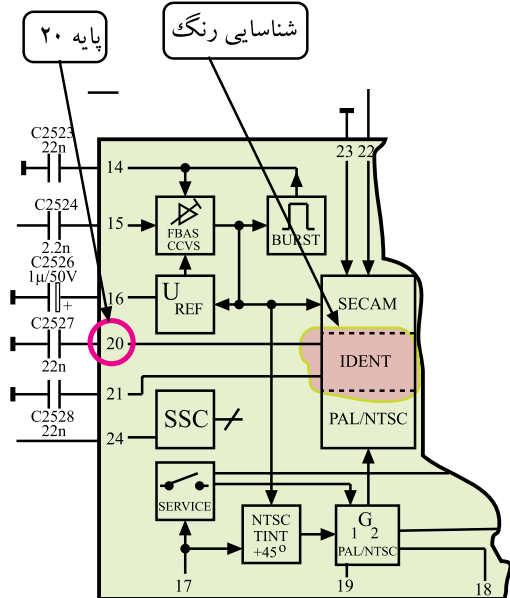 پایه ۲۰
شناسایی رنگ
C2523
22n
14
23 22
C2524
2.2n
15
FBAS
CCVS
BURST
C2526
1µ/50V
+
16
U
REF
SECAM
C2527
22n
20
IDENT
21
C2528
22n
24
SSC
PAL/NTSC
SERVICE
NTSC
TINT
+45º
G
1 2
PAL/NTSC
17
19
18